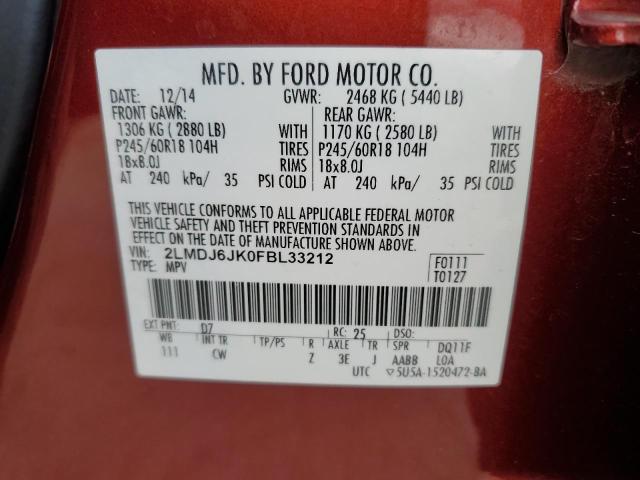 MFD. BY FORD MOTOR CO.
DATE: 12/14 GVWR: 2468 KG ( 5440 LB)
FRONT GAWR: REAR GAWR:
1306 KG ( 2880 LB) WITH 1170 KG ( 2580 LB) WITH
P245/60R18 104H TIRES P245/60R18 104H TIRES
18x8.0J RIMS 18x8.0J RIMS
AT 240 kPa/ 35 PSI COLD AT 240 kPa/ 35 PSI COLD
THIS VEHICLE CONFORMS TO ALL APPLICABLE FEDERAL MOTOR
VEHICLE SAFETY AND THEFT PREVENTION STANDARDS IN
EFFECT ON THE DATE OF MANUFACTURE SHOWN ABOVE.
VIN: 2LMDJ6JK0FBL33212 F0111
TYPE: MPV T0127
EXT PNT: D7 RC: 25 DSO:
WB INT TR TP/PS R AXLE TR SPR DQ11F
111 CW Z 3E J AABB LOA
UTC ▽5U5A-1520472-BA